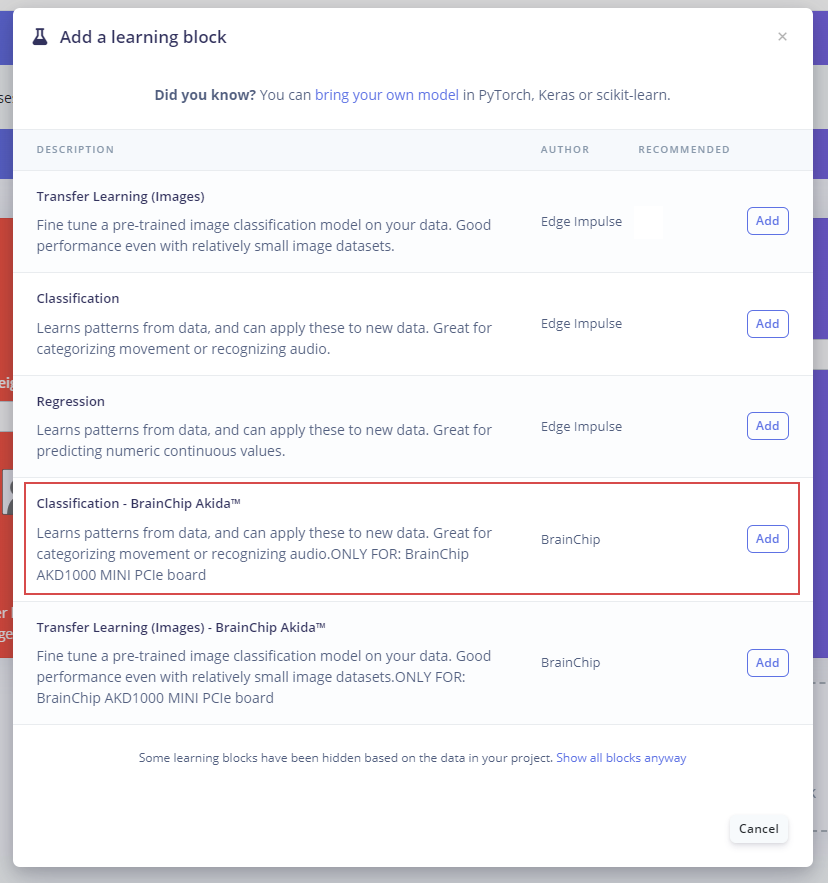 Add a learning block
×
Did you know? You can bring your own model in PyTorch, Keras or scikit-learn.
DESCRIPTION AUTHOR RECOMMENDED
Transfer Learning (Images)
Fine tune a pre-trained image classification model on your data. Good
performance even with relatively small image datasets.
Edge Impulse
Add
Classification
Learns patterns from data, and can apply these to new data. Great for
categorizing movement or recognizing audio.
Edge Impulse
Add
Regression
Learns patterns from data, and can apply these to new data. Great for
predicting numeric continuous values.
Edge Impulse
Add
Classification - BrainChip Akida™
Learns patterns from data, and can apply these to new data. Great for
categorizing movement or recognizing audio.ONLY FOR: BrainChip
AKD1000 MINI PCIe board
BrainChip
Add
Transfer Learning (Images) - BrainChip Akida™
Fine tune a pre-trained image classification model on your data. Good
performance even with relatively small image datasets.ONLY FOR:
BrainChip AKD1000 MINI PCIe board
BrainChip
Add
Some learning blocks have been hidden based on the data in your project. Show all blocks anyway
Cancel